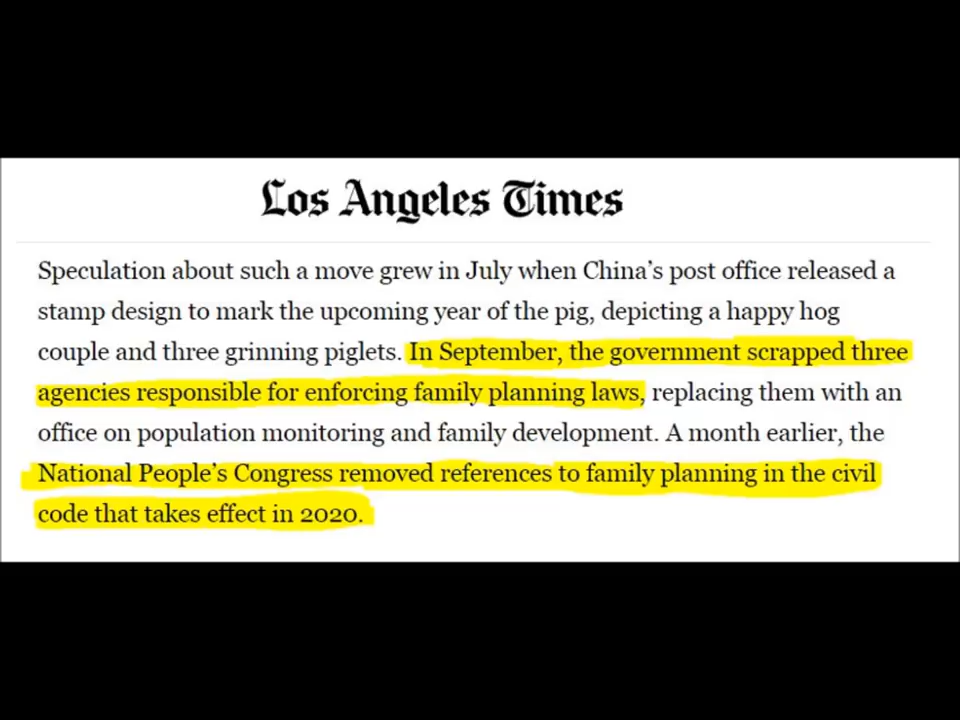 Los Angeles Times
Speculation about such a move grew in July when China's post office released a
stamp design to mark the upcoming year of the pig, depicting a happy hog
couple and three grinning piglets. In September, the government scrapped three
agencies responsible for enforcing family planning laws, replacing them with an
office on population monitoring and family development. A month earlier, the
National People's Congress removed references to family planning in the civil
code that takes effect in 2020.